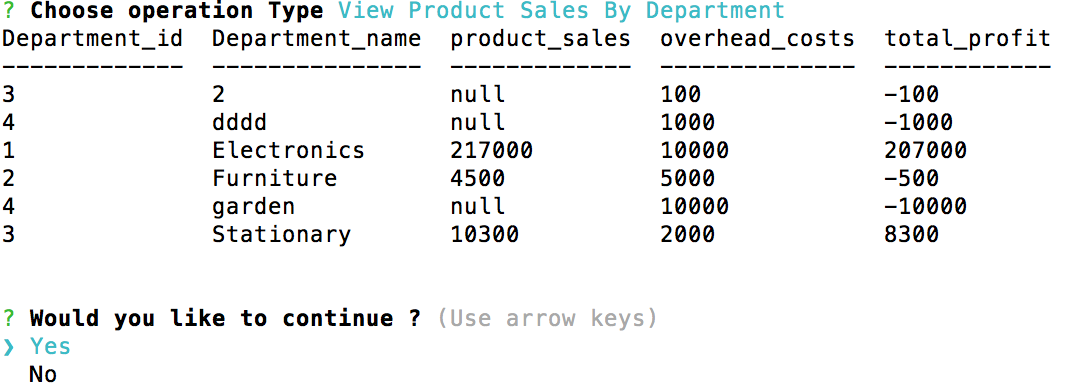 ? Choose operation Type View Product Sales By Department
Department_id  Department_name  product_sales  overhead_costs  total_profit
-------------  ---------------  -------------  --------------  ------------
3              2                null           100             -100
4              dddd             null           1000            -1000
1              Electronics      217000         10000           207000
2              Furniture        4500           5000            -500
4              garden           null           10000           -10000
3              Stationary       10300          2000            8300
? Would you like to continue ? (Use arrow keys)
❯ Yes
  No